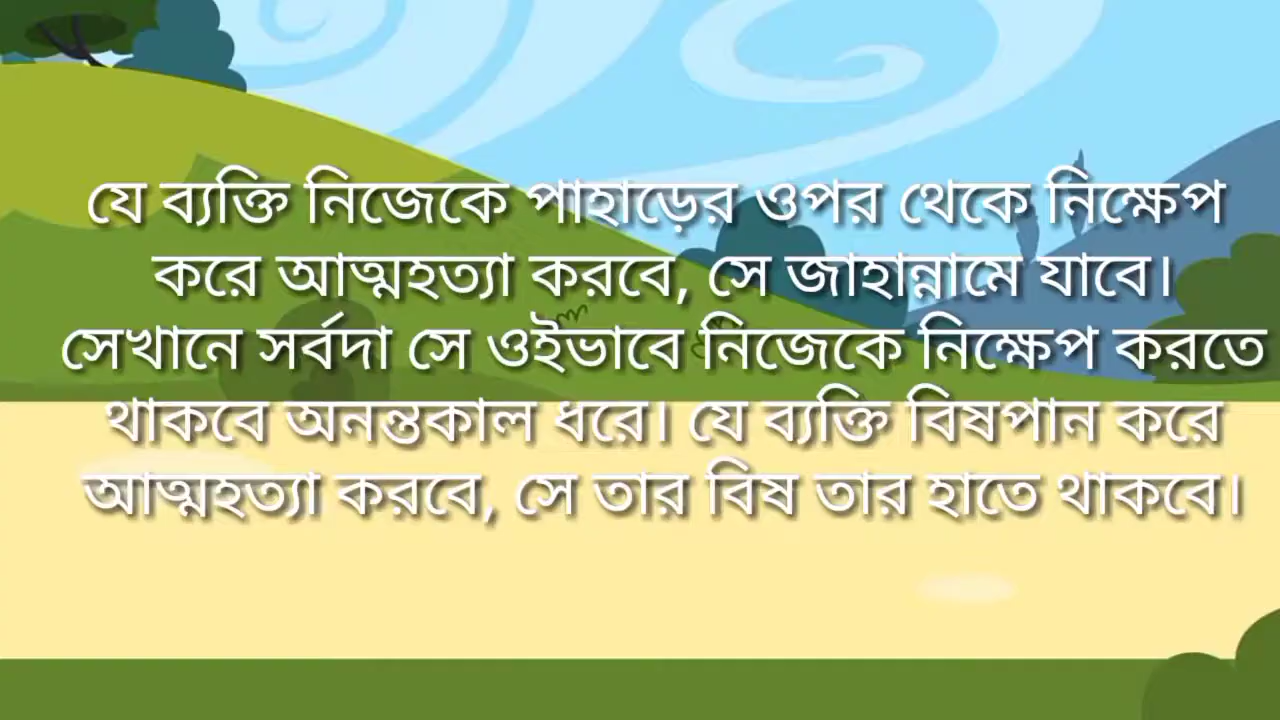 যে ব্যক্তি নিজেকে পাহাড়ের ওপর থেকে নিক্ষেপ
করে আত্মহত্যা করবে, সে জাহান্নামে যাবে।
সেখানে সর্বদা সে ওইভাবে নিজেকে নিক্ষেপ করতে
থাকবে অনন্তকাল ধরে। যে ব্যক্তি বিষপান করে
আত্মহত্যা করবে, সে তার বিষ তার হাতে থাকবে।